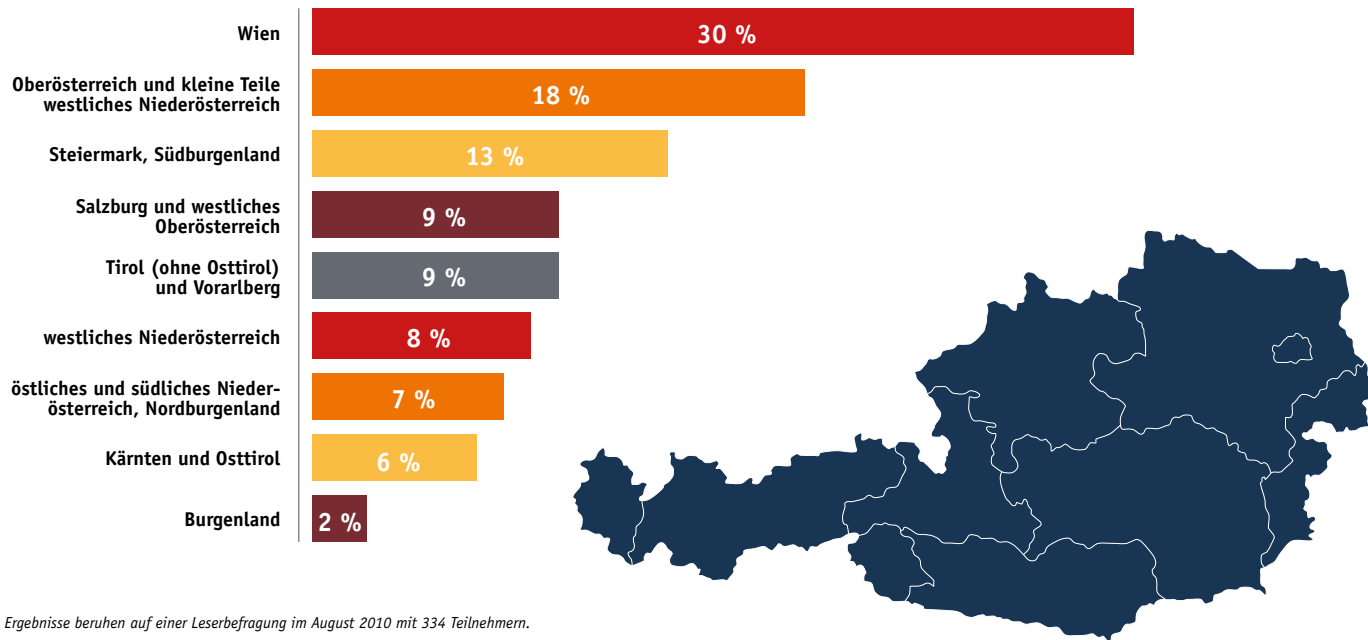 Wien
30 %
Oberösterreich und kleine Teile
westliches Niederösterreich
18 %
Steiermark, Südburgenland
13 %
Salzburg und westliches
Oberösterreich
9 %
Tirol (ohne Osttirol)
und Vorarlberg
9 %
westliches Niederösterreich
8 %
östliches und südliches Nieder-
österreich, Nordburgenland
7 %
Kärnten und Osttirol
6 %
Burgenland
2 %
Ergebnisse beruhen auf einer Leserbefragung im August 2010 mit 334 Teilnehmern.